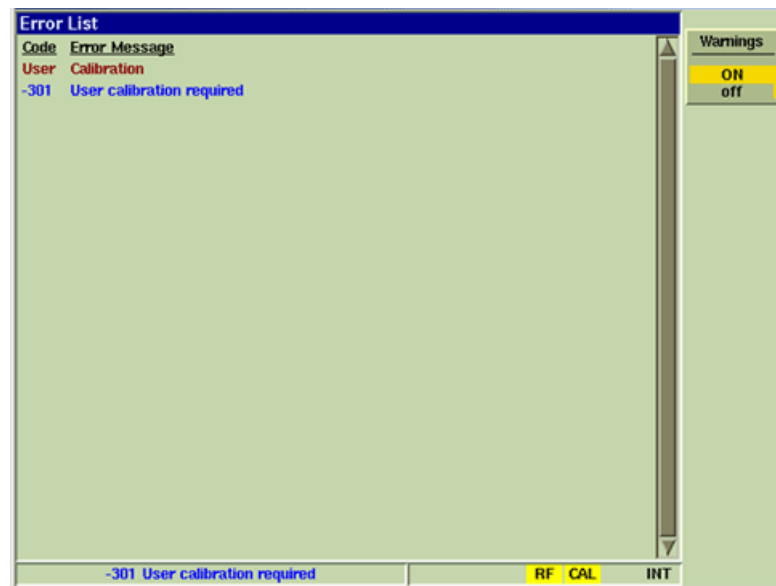 Error List
Code Error Message
User Calibration
-301 User calibration required
Warnings
ON
off
-301 User calibration required
RF CAL INT